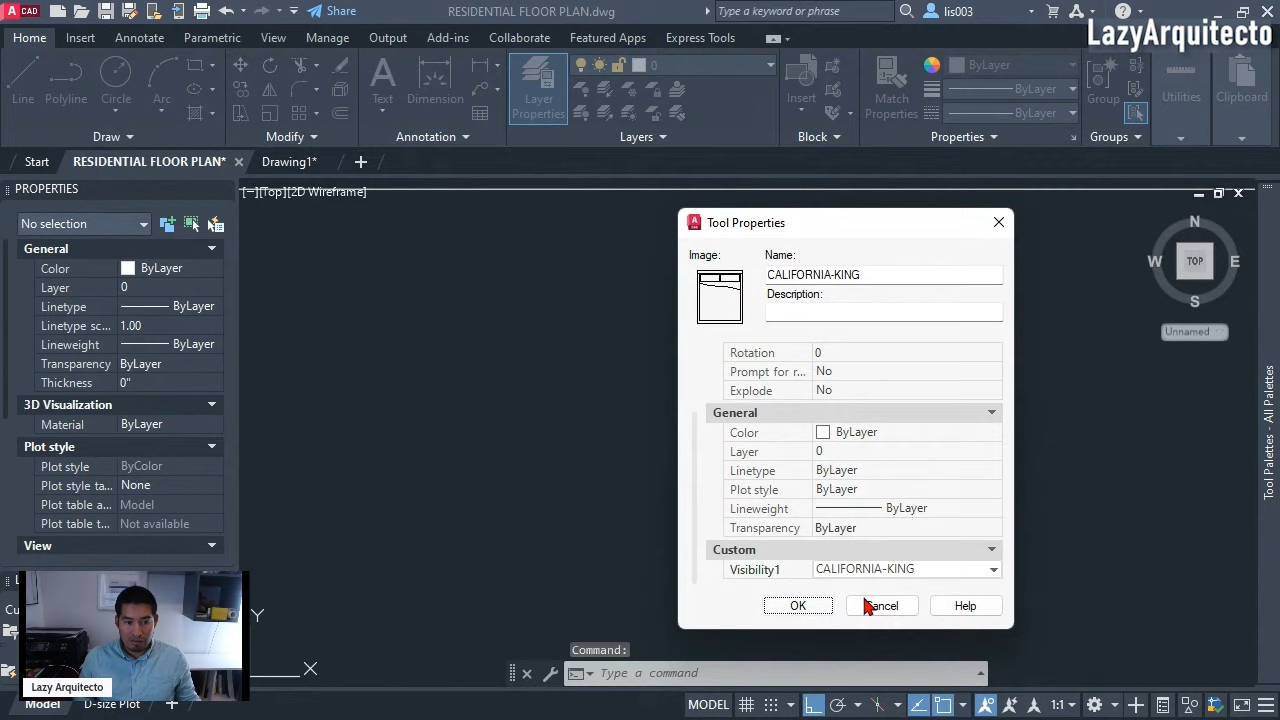 CAD
Share
RESIDENTIAL FLOOR PLAN.dwg
Type a keyword or phrase
lis003
LazyArquitecto
Home
Insert
Annotate
Parametric
View
Manage
Output
Add-ins
Collaborate
Featured Apps
Express Tools
Line
Polyline
Circle
Arc
Text
Dimension
Layer
Properties
0
Insert
Match
Properties
ByLayer
ByLayer
ByLayer
Group
Utilities
Clipboard
Draw
Modify
Annotation
Layers
Block
Properties
Groups
Start
RESIDENTIAL FLOOR PLAN*
Drawing1*
PROPERTIES
[−][Top][2D Wireframe]
No selection
General
Color ByLayer
Layer 0
Linetype ByLayer
Linetype sc... 1.00
Lineweight ByLayer
Transparency ByLayer
Thickness 0"
3D Visualization
Material ByLayer
Plot style
Plot style ByColor
Plot style ta... None
Plot table a... Model
Plot table t... Not available
View
Tool Properties
Image:
Name:
CALIFORNIA-KING
Description:
Rotation 0
Prompt for r... No
Explode No
General
Color ByLayer
Layer 0
Linetype ByLayer
Plot style ByLayer
Lineweight ByLayer
Transparency ByLayer
Custom
Visibility1 CALIFORNIA-KING
OK
Cancel
Help
N
W
TOP
E
S
Unnamed
Tool Palettes - All Palettes
Y
X
Lazy Arquitecto
Command:
Type a command
Model
D-size Plot
MODEL
1:1